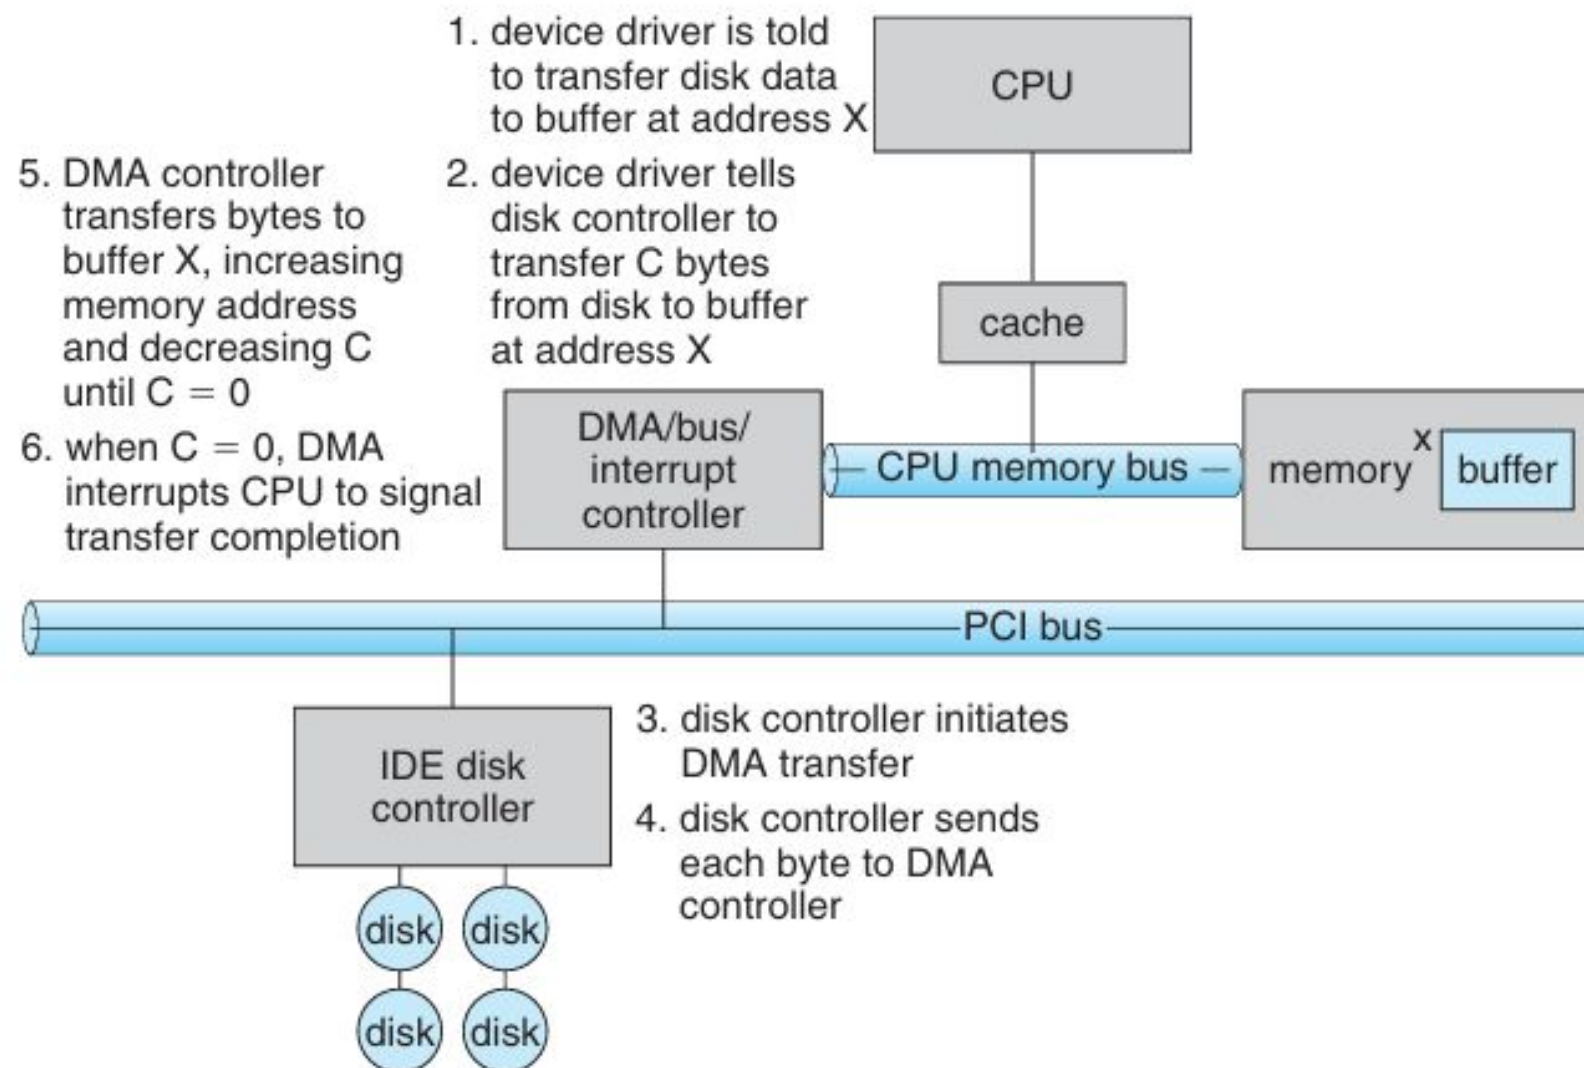 1. device driver is told
to transfer disk data
to buffer at address X
CPU
5. DMA controller
transfers bytes to
buffer X, increasing
memory address
and decreasing C
until C = 0
2. device driver tells
disk controller to
transfer C bytes
from disk to buffer
at address X
cache
6. when C = 0, DMA
interrupts CPU to signal
transfer completion
DMA/bus/
interrupt
controller
CPU memory bus
memory
x
buffer
PCI bus
IDE disk
controller
3. disk controller initiates
DMA transfer
4. disk controller sends
each byte to DMA
controller
disk
disk
disk
disk